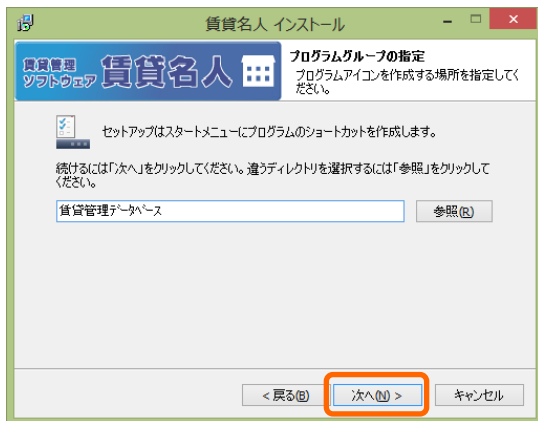 賃貸名人 インストール
賃貸管理
ソフトウェア 賃貸名人
プログラムグループの指定
プログラムアイコンを作成する場所を指定してく
ださい。
セットアップはスタートメニューにプログラムのショートカットを作成します。
続けるには「次へ」をクリックしてください。違うディレクトリを選択するには「参照」をクリックして
ください。
賃貸管理ﾃﾞｰﾀﾍﾞｰｽ
参照(R)
< 戻る(B)
次へ(N) >
キャンセル